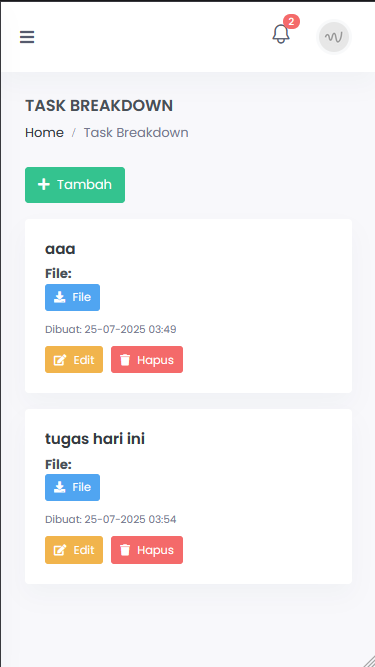 2
TASK BREAKDOWN
Home / Task Breakdown
+ Tambah
aaa
File:
File
Dibuat: 25-07-2025 03:49
Edit Hapus
tugas hari ini
File:
File
Dibuat: 25-07-2025 03:54
Edit Hapus